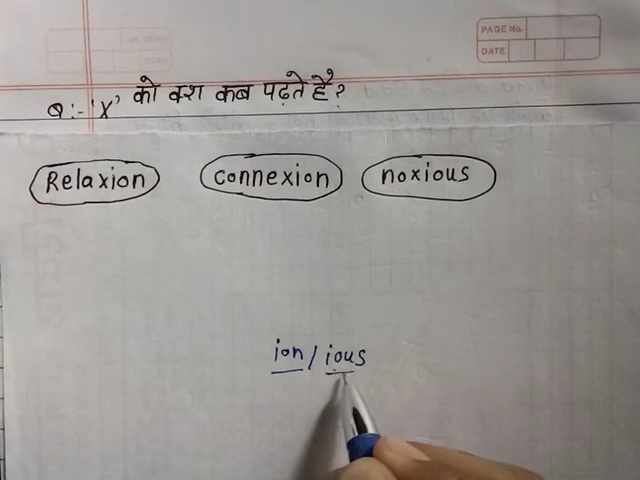 PAGE No.
DATE
Q:- 'X' को क्श कब पढ़ते हैं?
Relaxion connexion noxious
ion / ious